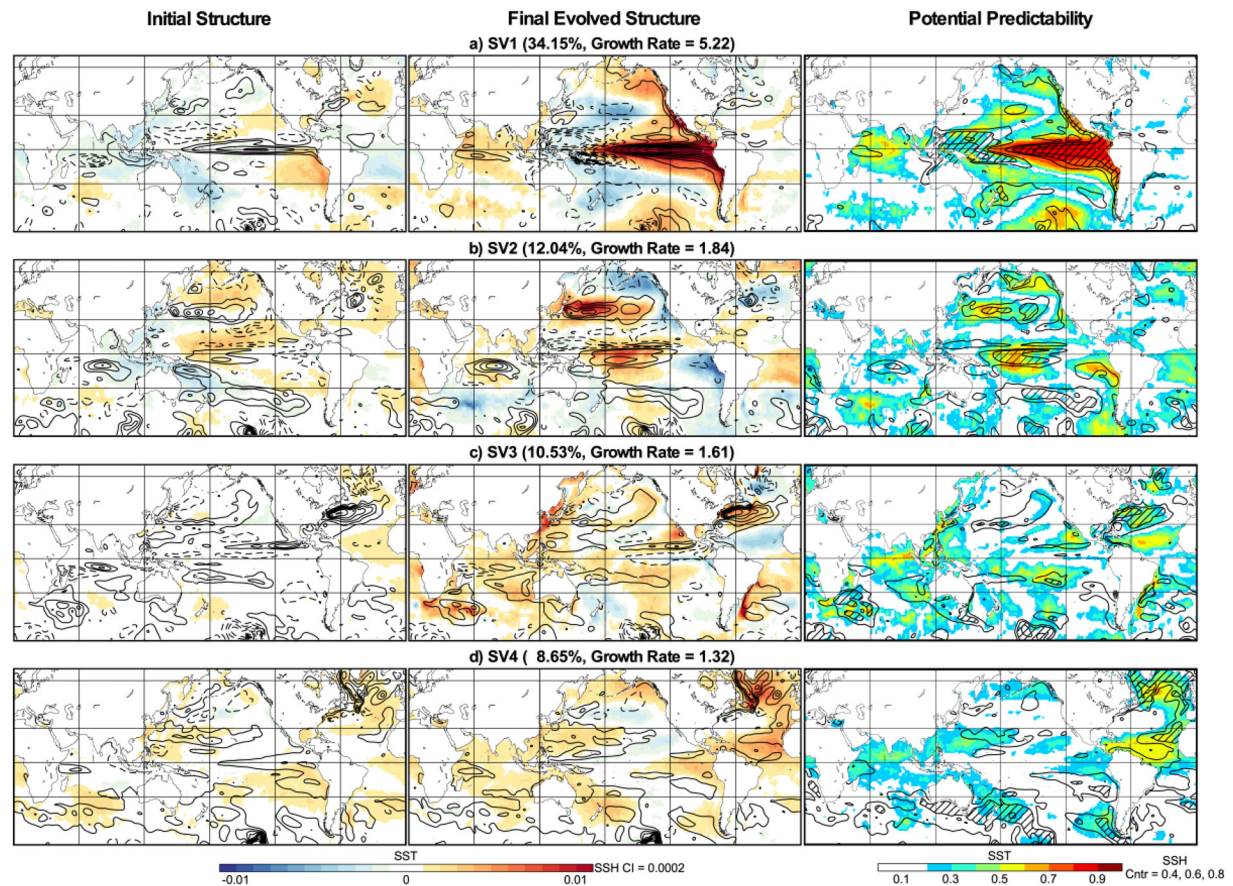 Initial Structure
Final Evolved Structure
Potential Predictability
a) SV1 (34.15%, Growth Rate = 5.22)
b) SV2 (12.04%, Growth Rate = 1.84)
c) SV3 (10.53%, Growth Rate = 1.61)
d) SV4 ( 8.65%, Growth Rate = 1.32)
SST
-0.01 0 0.01
SSH CI = 0.0002
SST
0.1 0.3 0.5 0.7 0.9
SSH
Cntr = 0.4, 0.6, 0.8